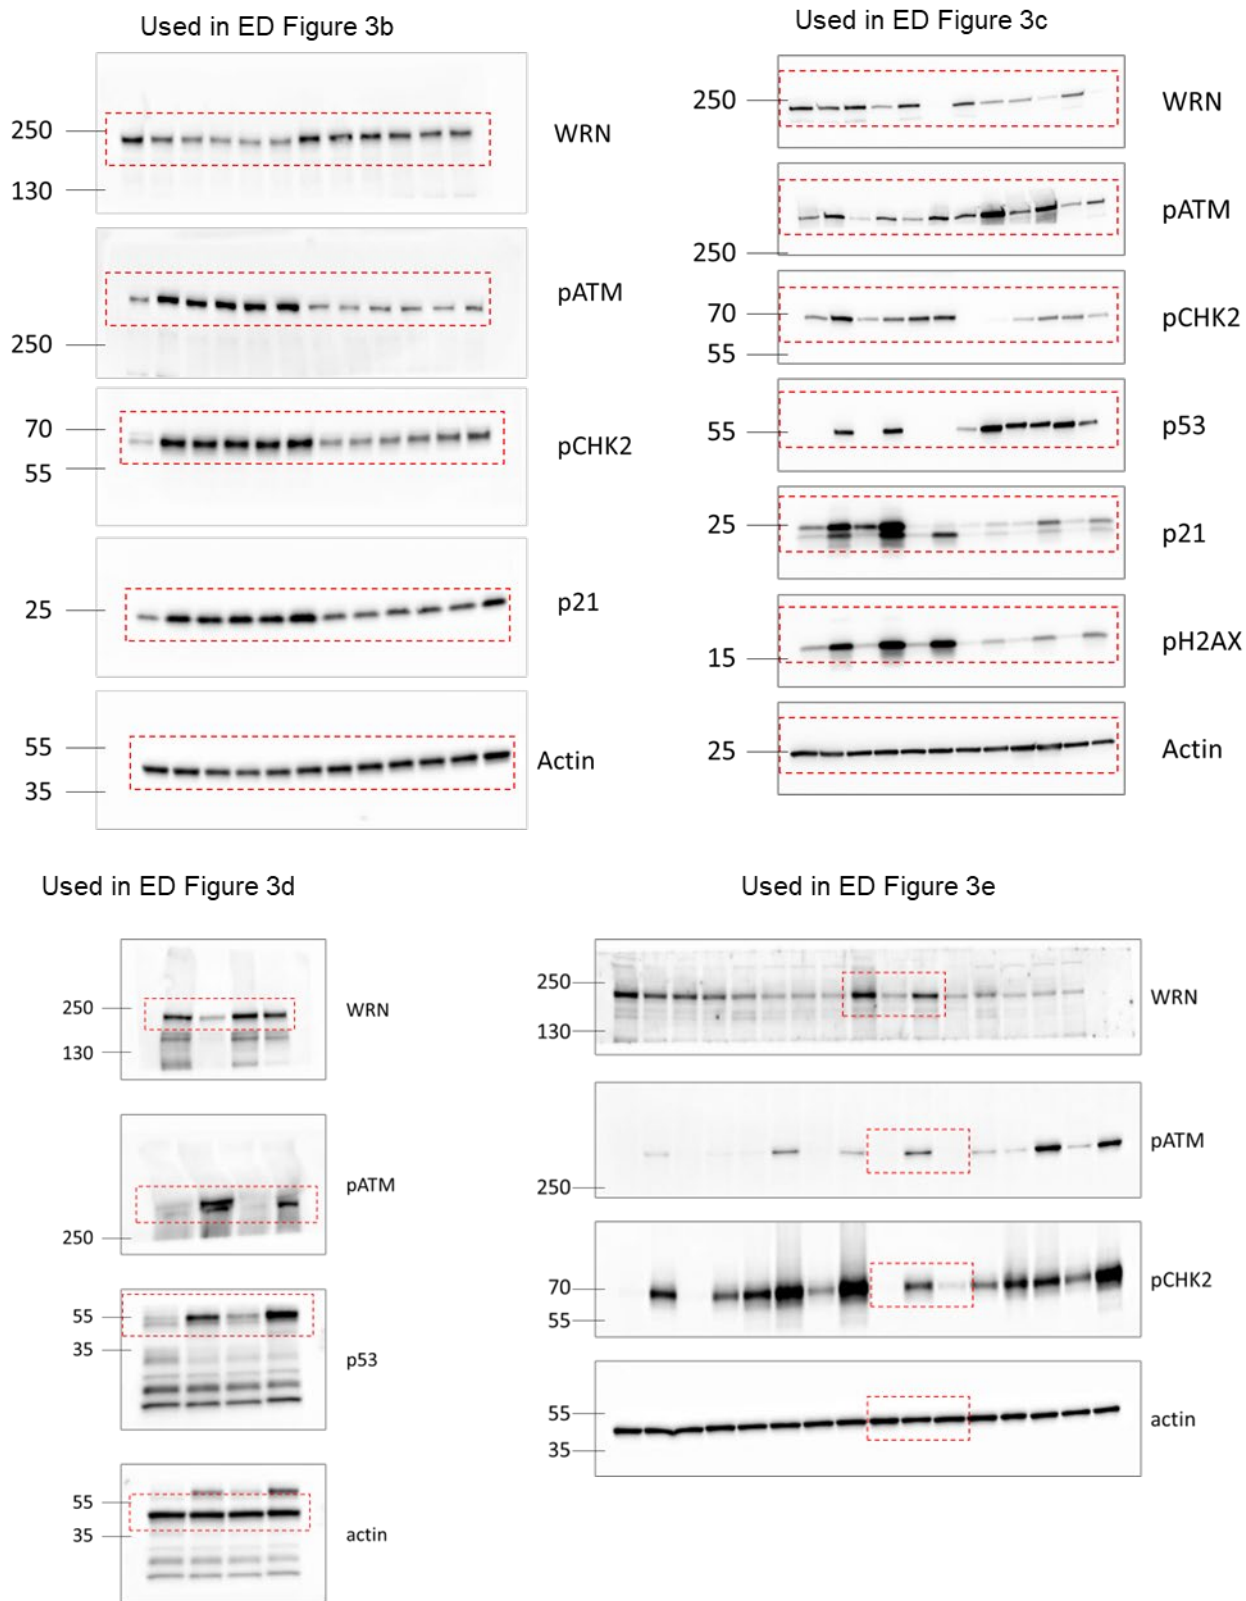 Used in ED Figure 3b
250
130
WRN
250
pATM
70
55
pCHK2
25
p21
55
35
Actin
Used in ED Figure 3c
250
WRN
250
pATM
70
55
pCHK2
55
p53
25
p21
15
pH2AX
25
Actin
Used in ED Figure 3d
250
130
WRN
250
pATM
55
35
p53
55
35
actin
Used in ED Figure 3e
250
130
WRN
250
pATM
70
55
pCHK2
55
35
actin